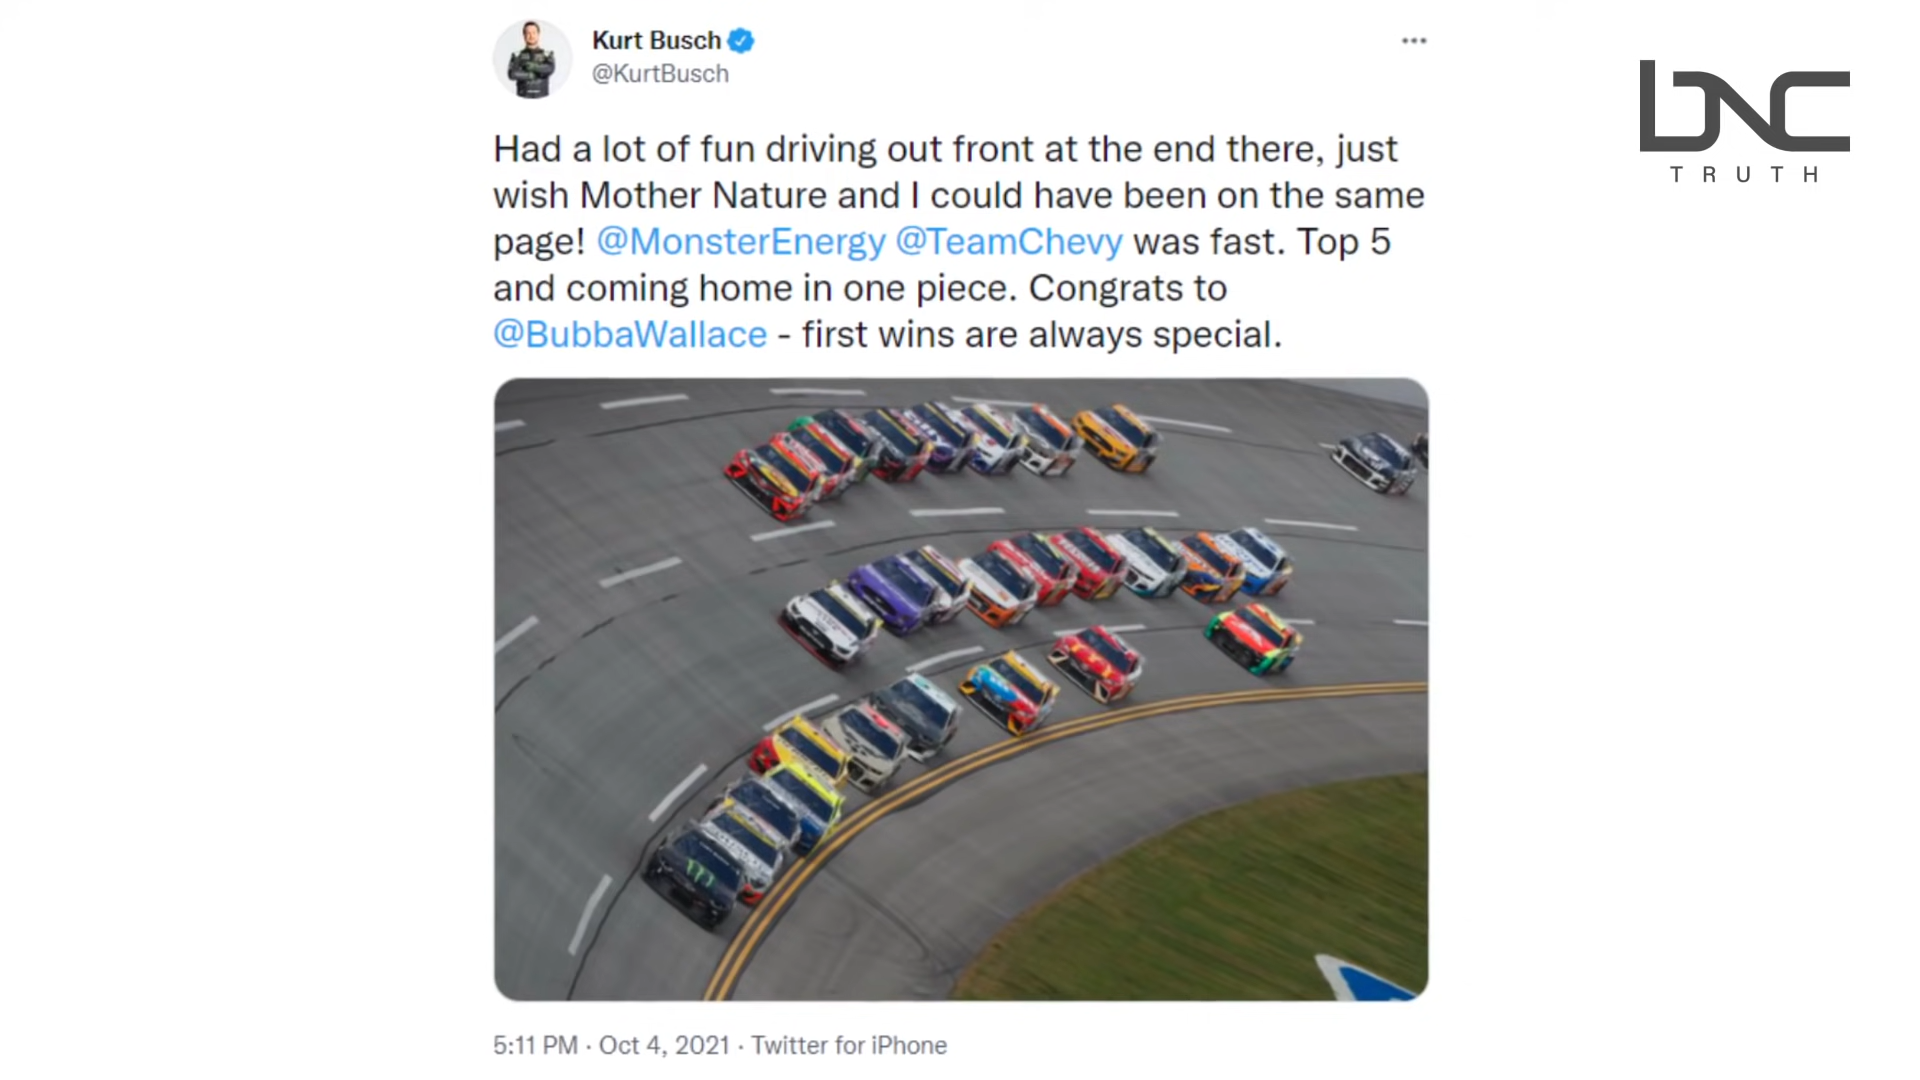 Kurt Busch
@KurtBusch
bnc
TRUTH
Had a lot of fun driving out front at the end there, just
wish Mother Nature and I could have been on the same
page! @MonsterEnergy @TeamChevy was fast. Top 5
and coming home in one piece. Congrats to
@BubbaWallace - first wins are always special.
5:11 PM · Oct 4, 2021 · Twitter for iPhone